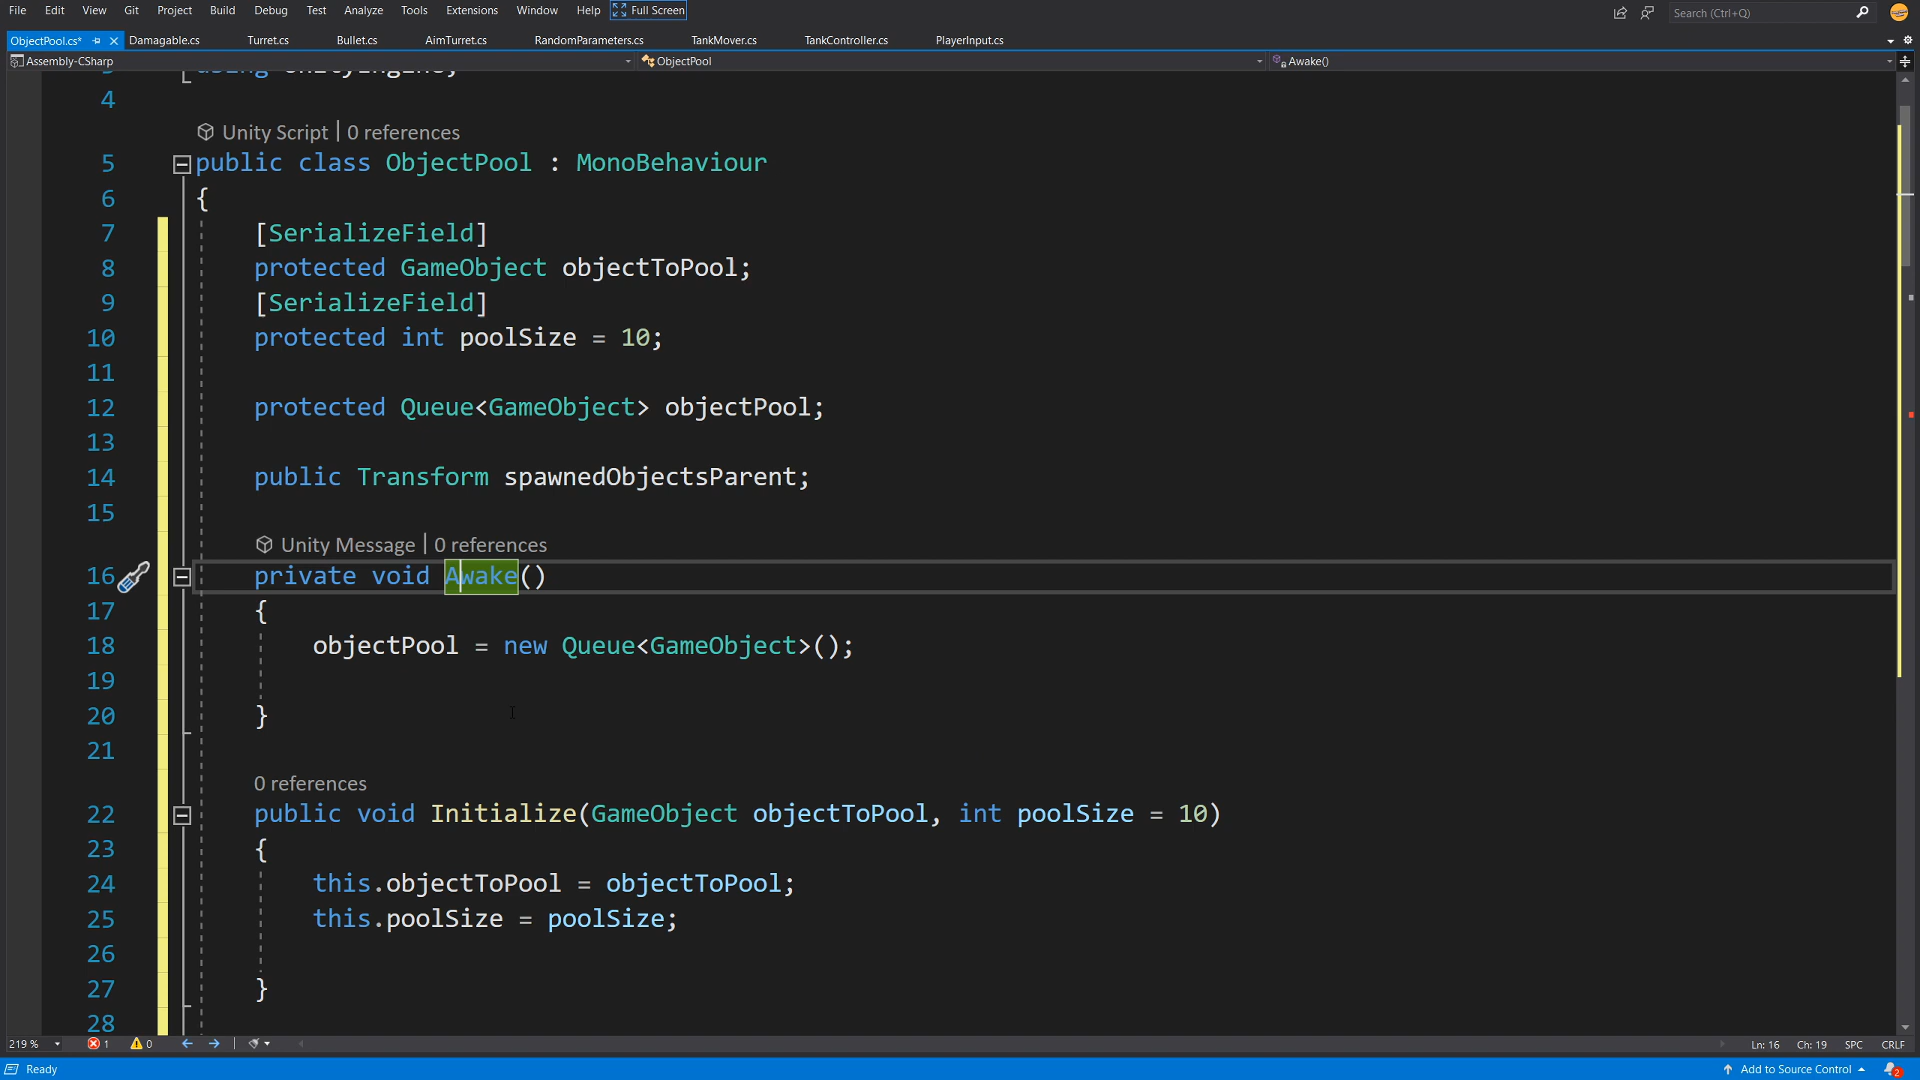 File Edit View Git Project Build Debug Test Analyze Tools Extensions Window Help Full Screen Search (Ctrl+Q)
ObjectPool.cs* Damagable.cs Turret.cs Bullet.cs AimTurret.cs RandomParameters.cs TankMover.cs TankController.cs PlayerInput.cs
Assembly-CSharp ObjectPool Awake()
using UnityEngine;
4
Unity Script | 0 references
5 public class ObjectPool : MonoBehaviour
6 {
7 [SerializeField]
8 protected GameObject objectToPool;
9 [SerializeField]
10 protected int poolSize = 10;
11
12 protected Queue<GameObject> objectPool;
13
14 public Transform spawnedObjectsParent;
15
Unity Message | 0 references
16 private void Awake()
17 {
18 objectPool = new Queue<GameObject>();
19
20 }
21
0 references
22 public void Initialize(GameObject objectToPool, int poolSize = 10)
23 {
24 this.objectToPool = objectToPool;
25 this.poolSize = poolSize;
26
27 }
28
219 % 1 0 Ln: 16 Ch: 19 SPC CRLF
Ready Add to Source Control 2